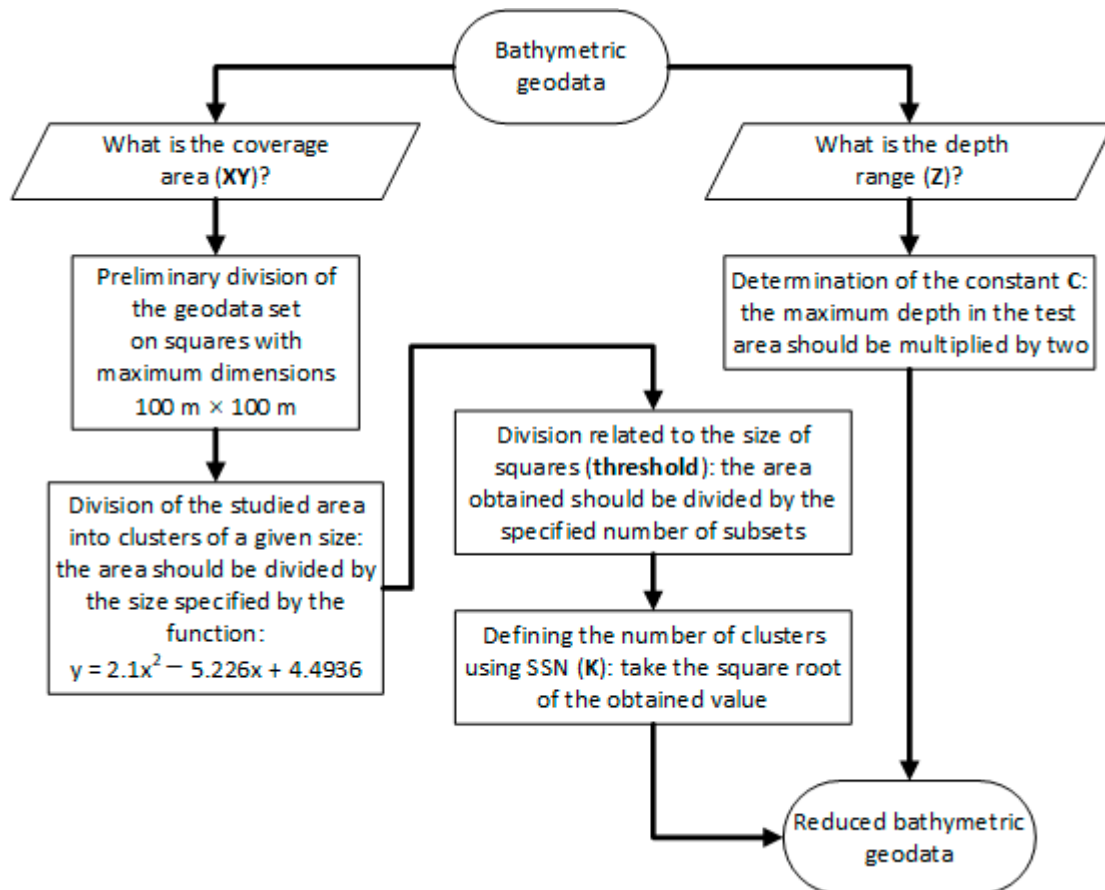 Bathymetric
geodata
What is the coverage
area (XY)?
What is the depth
range (Z)?
Preliminary division of
the geodata set
on squares with
maximum dimensions
100 m × 100 m
Determination of the constant C:
the maximum depth in the test
area should be multiplied by two
Division of the studied area
into clusters of a given size:
the area should be divided by
the size specified by the
function:
y = 2.1x² − 5.226x + 4.4936
Division related to the size of
squares (threshold): the area
obtained should be divided by the
specified number of subsets
Defining the number of clusters
using SSN (K): take the square root
of the obtained value
Reduced bathymetric
geodata